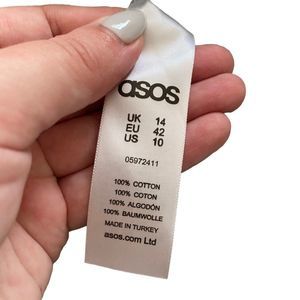 asos
UK 14
EU 42
US 10
05972411
100% COTTON
100% COTON
100% ALGODÓN
100% BAUMWOLLE
MADE IN TURKEY
asos.com Ltd